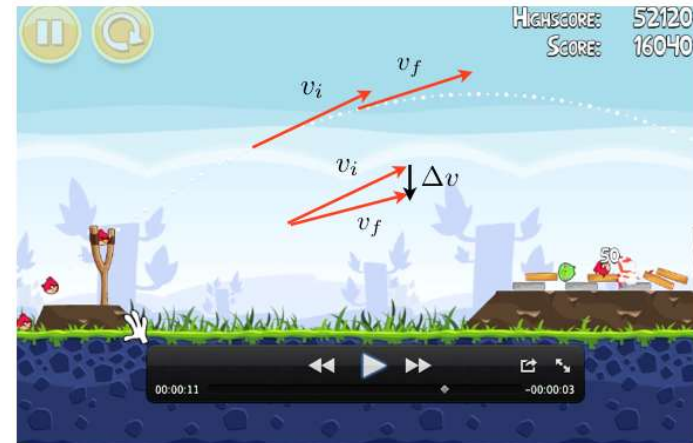 HIGHSCORE: 52120
SCORE: 16040
v_i
v_f
v_i
Δv
v_f
50
00:00:11
-00:00:03